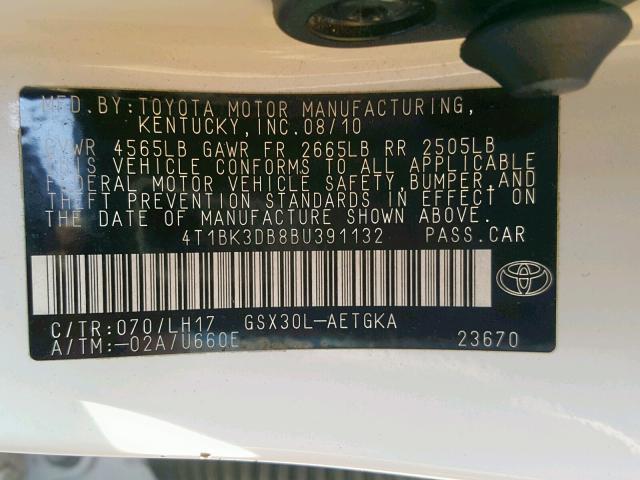 MFD. BY: TOYOTA MOTOR MANUFACTURING,
KENTUCKY, INC. 08/10
GVWR 4565LB GAWR FR 2665LB RR 2505LB
THIS VEHICLE CONFORMS TO ALL APPLICABLE
FEDERAL MOTOR VEHICLE SAFETY, BUMPER, AND
THEFT PREVENTION STANDARDS IN EFFECT ON
THE DATE OF MANUFACTURE SHOWN ABOVE.
4T1BK3DB8BU391132 PASS. CAR
C/TR: 070/LH17 GSX30L-AETGKA
A/TM: -02A/U660E 23670